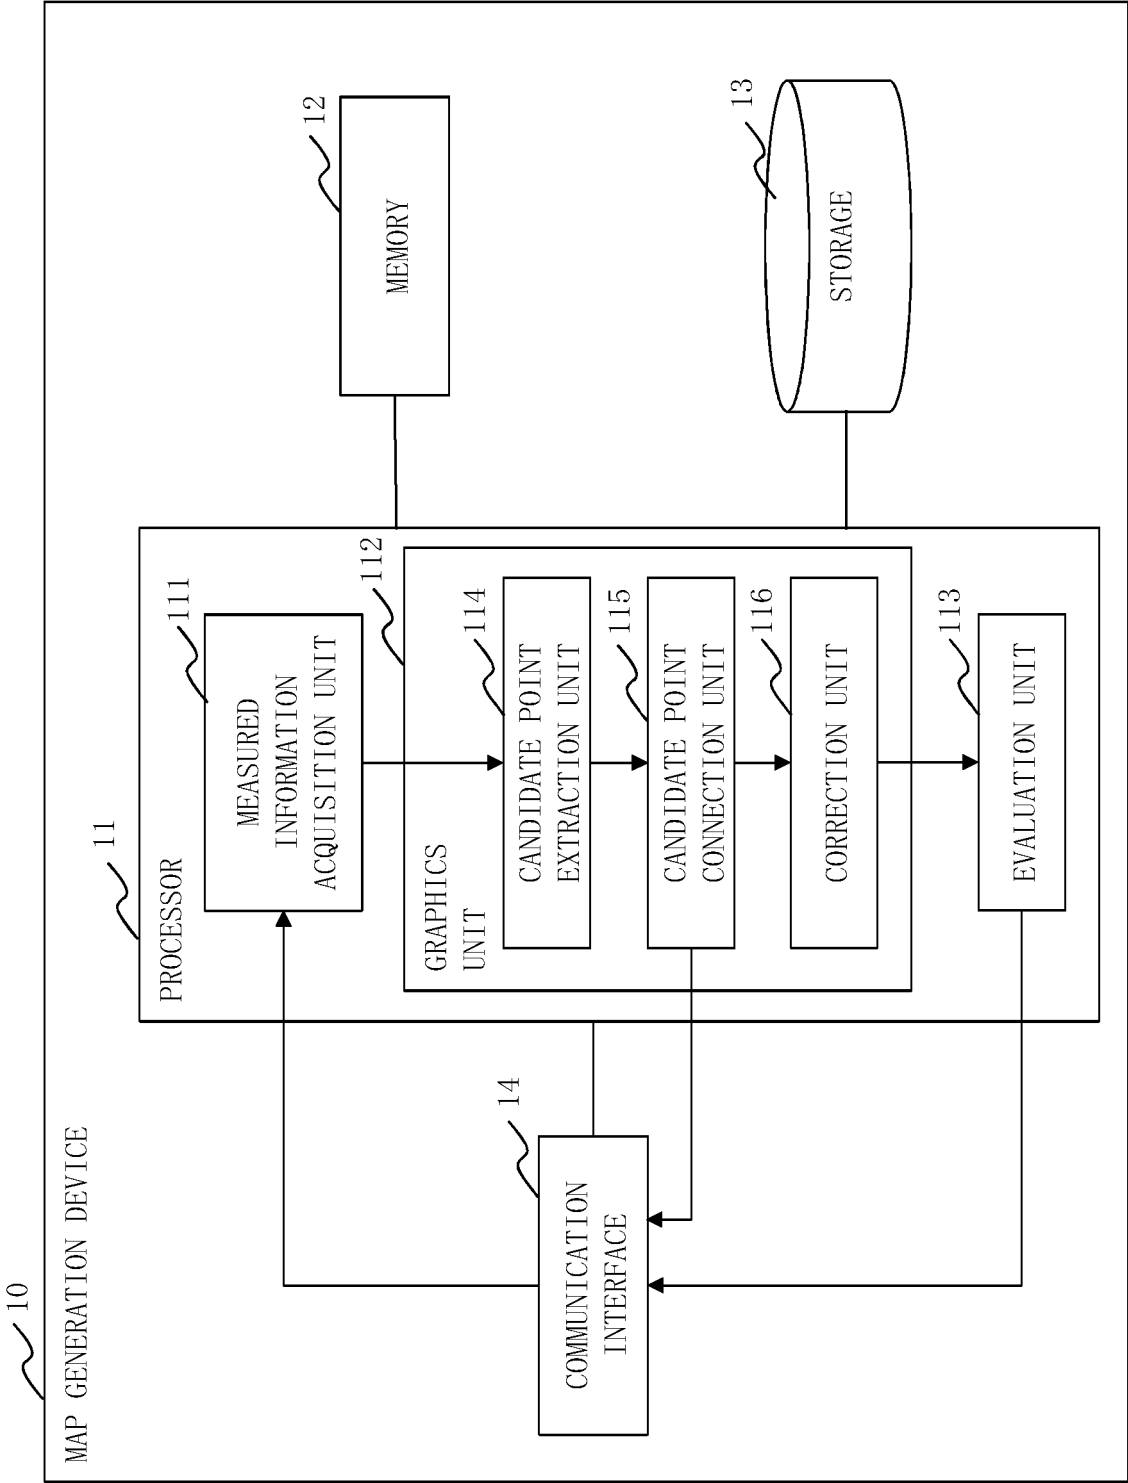 10
MAP GENERATION DEVICE
11
PROCESSOR
111
MEASURED
INFORMATION
ACQUISITION UNIT
112
GRAPHICS
UNIT
114
CANDIDATE POINT
EXTRACTION UNIT
115
CANDIDATE POINT
CONNECTION UNIT
116
CORRECTION UNIT
113
EVALUATION UNIT
14
COMMUNICATION
INTERFACE
12
MEMORY
13
STORAGE